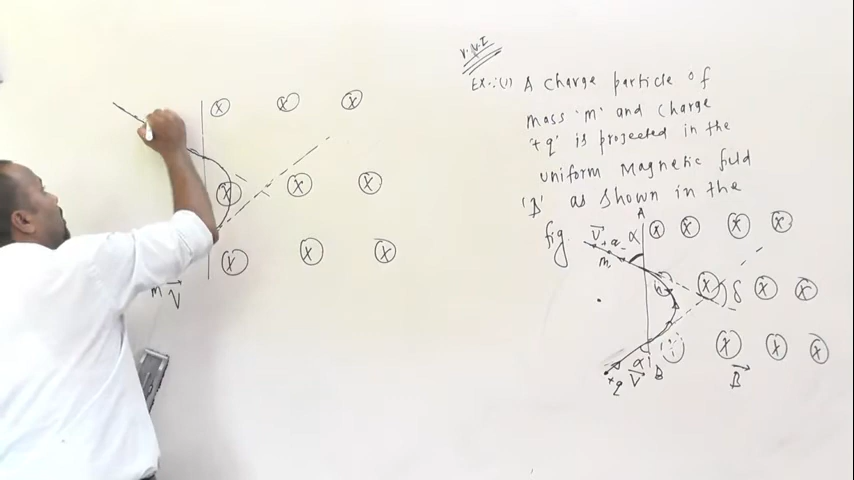 V.V.I
Ex.:(1) A charge particle of
mass 'm' and charge
'+q' is projected in the
uniform Magnetic field
'B' as shown in the
fig.
A
V
α
m
δ
α
+q
V
B
B
m V